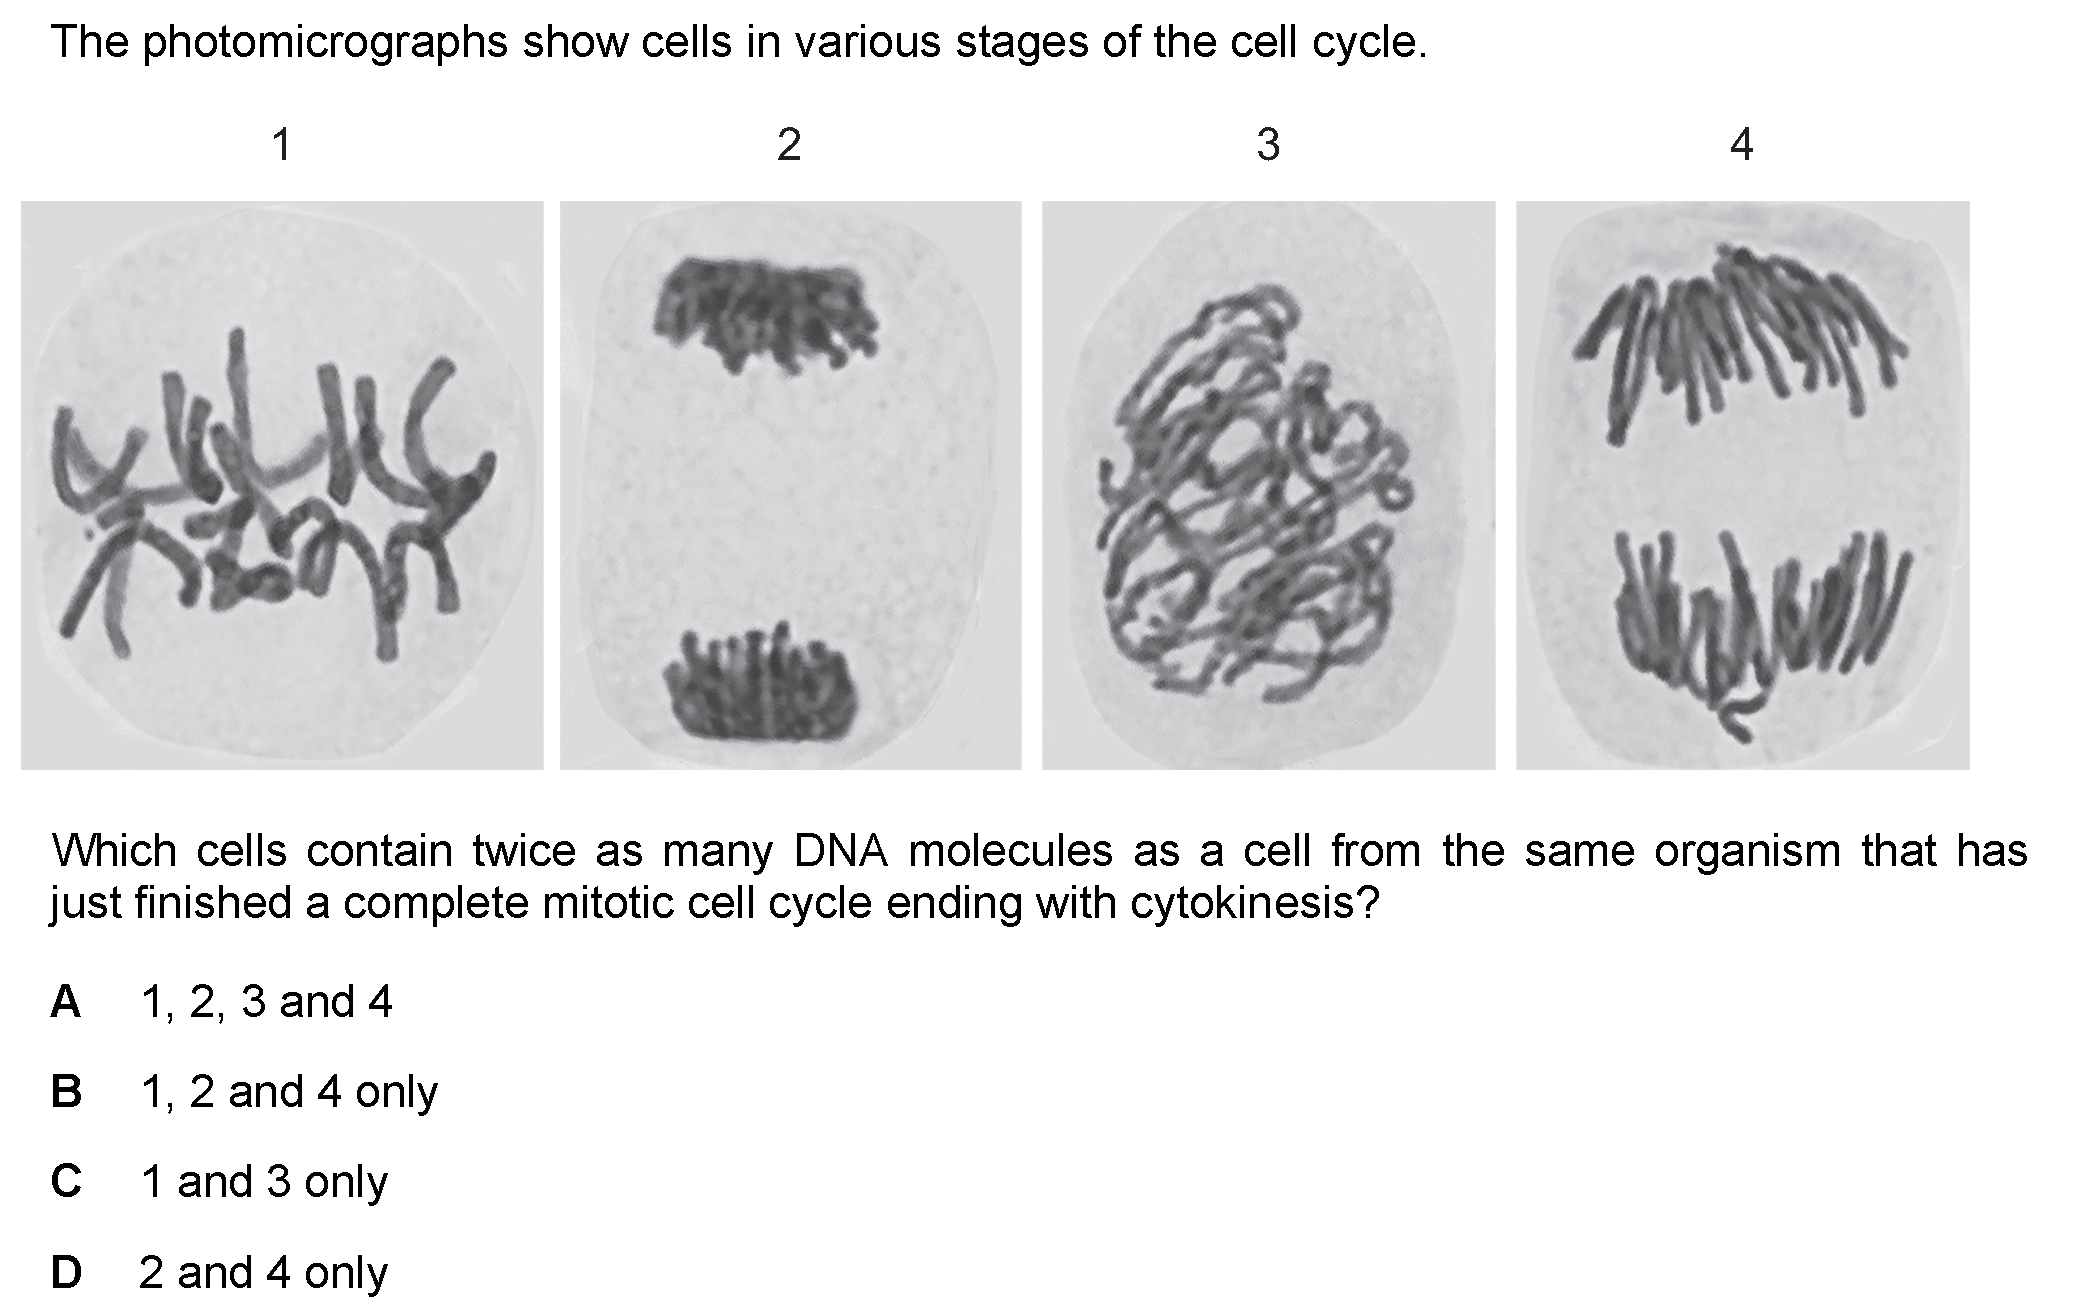 The photomicrographs show cells in various stages of the cell cycle.
1 2 3 4
Which cells contain twice as many DNA molecules as a cell from the same organism that has
just finished a complete mitotic cell cycle ending with cytokinesis?
A 1, 2, 3 and 4
B 1, 2 and 4 only
C 1 and 3 only
D 2 and 4 only